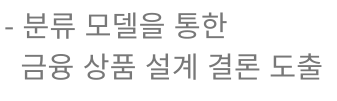 - 분류 모델을 통한
금융 상품 설계 결론 도출